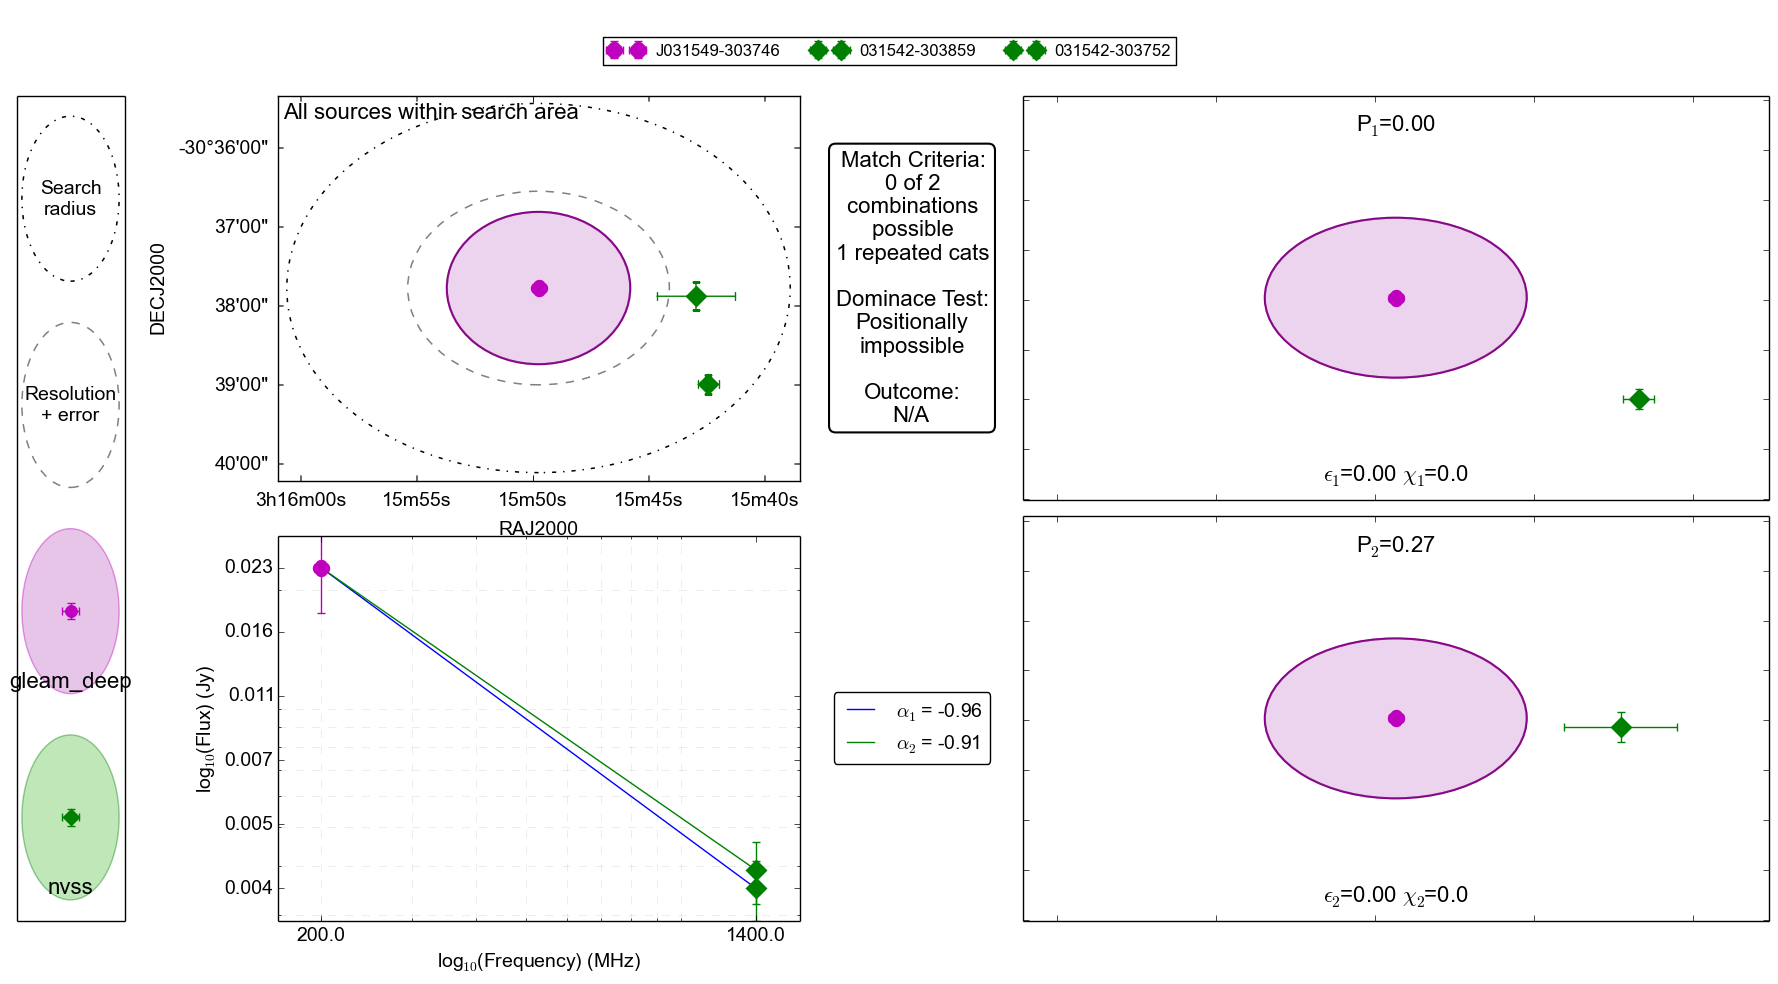 J031549-303746 031542-303859 031542-303752
Search
radius
Resolution
+ error
gleam_deep
nvss
All sources within search area
DECJ2000
-30°36'00"
37'00"
38'00"
39'00"
40'00"
3h16m00s 15m55s 15m50s 15m45s 15m40s
RAJ2000
Match Criteria:
0 of 2
combinations
possible
1 repeated cats
Dominace Test:
Positionally
impossible
Outcome:
N/A
P₁=0.00
ϵ₁=0.00 χ₁=0.0
log₁₀(Flux) (Jy)
0.023
0.016
0.011
0.007
0.005
0.004
200.0 1400.0
log₁₀(Frequency) (MHz)
α₁ = -0.96
α₂ = -0.91
P₂=0.27
ϵ₂=0.00 χ₂=0.0